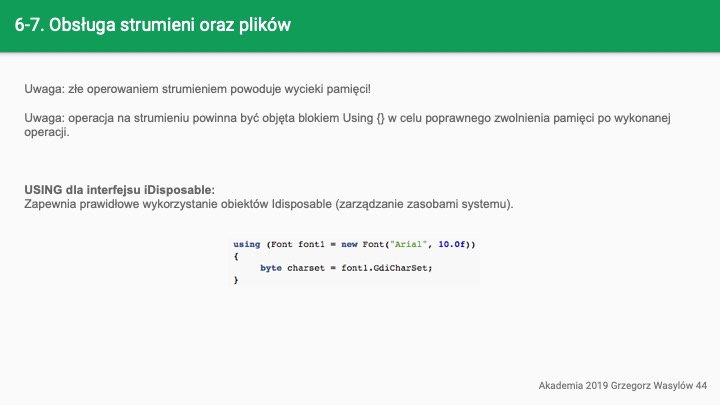 6-7. Obsługa strumieni oraz plików
Uwaga: złe operowaniem strumieniem powoduje wycieki pamięci!
Uwaga: operacja na strumieniu powinna być objęta blokiem Using {} w celu poprawnego zwolnienia pamięci po wykonanej
operacji.
USING dla interfejsu iDisposable:
Zapewnia prawidłowe wykorzystanie obiektów Idisposable (zarządzanie zasobami systemu).
using (Font font1 = new Font("Arial", 10.0f))
{
byte charset = font1.GdiCharSet;
}
Akademia 2019 Grzegorz Wasylów 44